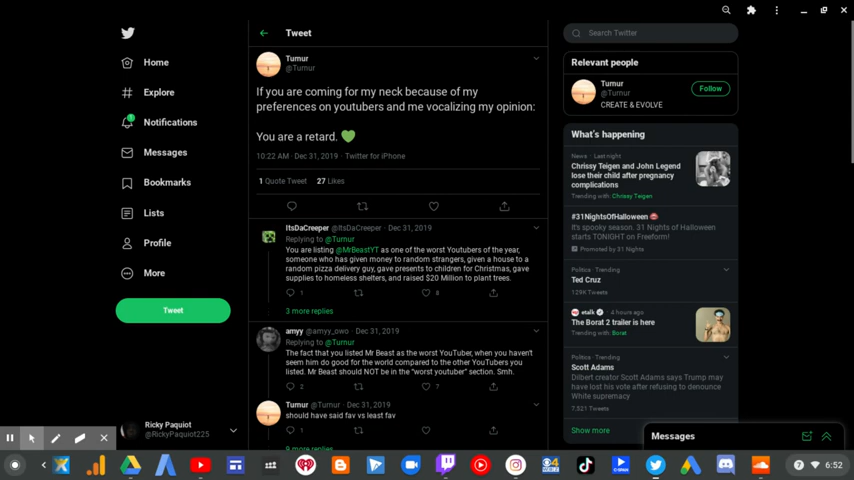 Tweet
Search Twitter
Home
Explore
1
Notifications
Messages
Bookmarks
Lists
Profile
More
Tweet
Ricky Paquiot
@RickyPaquiot225
Tumur
@Turnur
If you are coming for my neck because of my
preferences on youtubers and me vocalizing my opinion:
You are a retard.
10:22 AM · Dec 31, 2019 · Twitter for iPhone
1 Quote Tweet 27 Likes
ItsDaCreeper @ItsDaCreeper · Dec 31, 2019
Replying to @Turnur
You are listing @MrBeastYT as one of the worst Youtubers of the year,
someone who has given money to random strangers, given a house to a
random pizza delivery guy, gave presents to children for Christmas, gave
supplies to homeless shelters, and raised $20 Million to plant trees.
1 8
3 more replies
amyy @amyy_owo · Dec 31, 2019
Replying to @Turnur
The fact that you listed Mr Beast as the worst YouTuber, when you haven't
seem him do good for the world compared to the other YouTubers you
listed. Mr Beast should NOT be in the "worst youtuber" section. Smh.
2 7
Tumur @Turnur · Dec 31, 2019
should have said fav vs least fav
1
9 more replies
Relevant people
Tumur
@Turnur
Follow
CREATE & EVOLVE
What's happening
News · Last night
Chrissy Teigen and John Legend
lose their child after pregnancy
complications
Trending with: Chrissy Teigen
#31NightsOfHalloween
It's spooky season. 31 Nights of Halloween
starts TONIGHT on Freeform!
Promoted by 31 Nights
Politics · Trending
Ted Cruz
129K Tweets
etalk · 4 hours ago
The Borat 2 trailer is here
Trending with: Borat
Politics · Trending
Scott Adams
Dilbert creator Scott Adams says Trump may
have lost his vote after refusing to denounce
White supremacy
7,521 Tweets
Show more
Messages
6:52